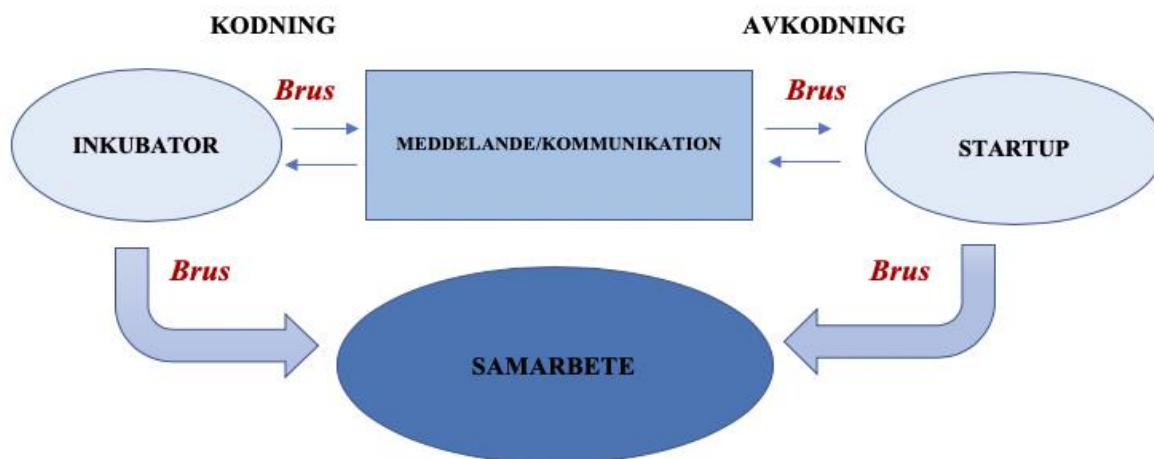 KODNING
AVKODNING
Brus
Brus
INKUBATOR
MEDDELANDE/KOMMUNIKATION
STARTUP
Brus
Brus
SAMARBETE